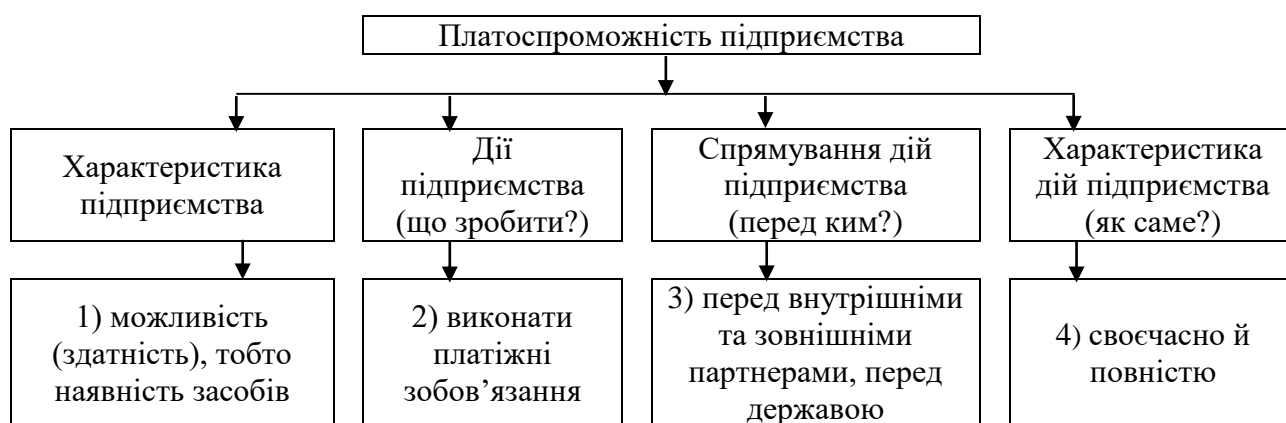 Платоспроможність підприємства
Характеристика
підприємства
Дії
підприємства
(що зробити?)
Спрямування дій
підприємства
(перед ким?)
Характеристика
дій підприємства
(як саме?)
1) можливість
(здатність), тобто
наявність засобів
2) виконати
платіжні
зобов’язання
3) перед внутрішніми
та зовнішніми
партнерами, перед
державою
4) своєчасно й
повністю